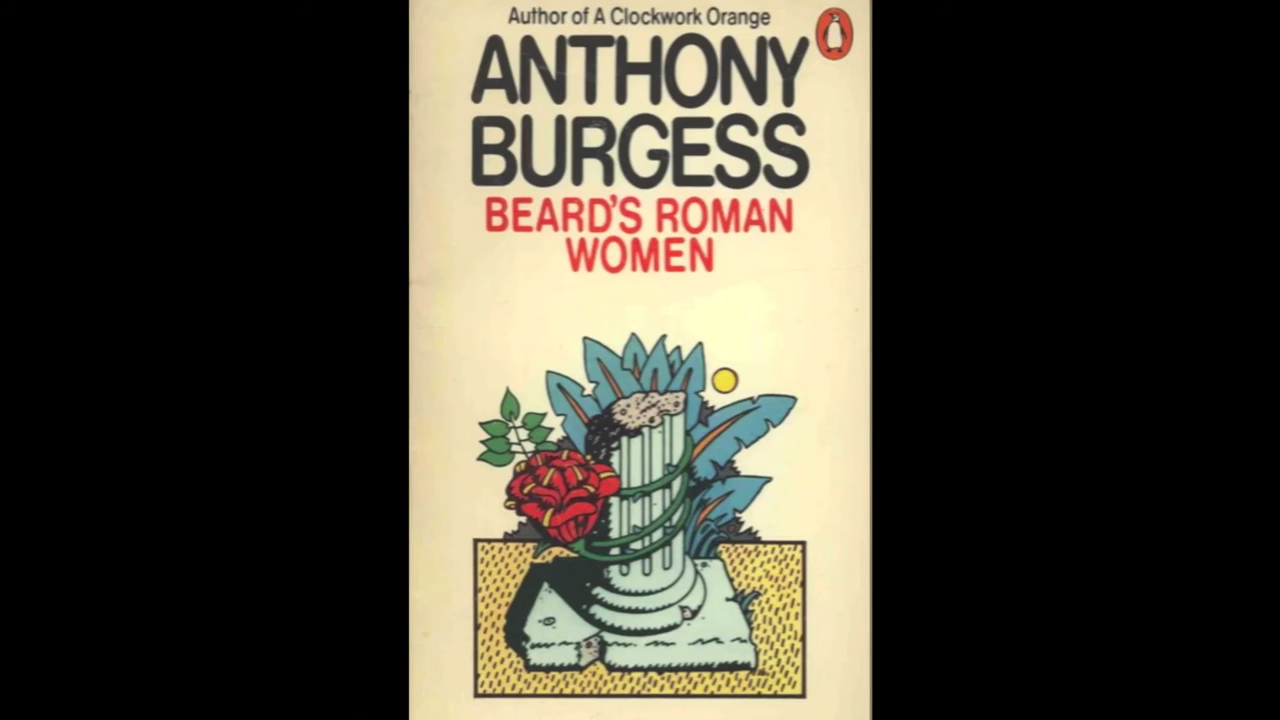 Author of A Clockwork Orange
ANTHONY
BURGESS
BEARD'S ROMAN
WOMEN